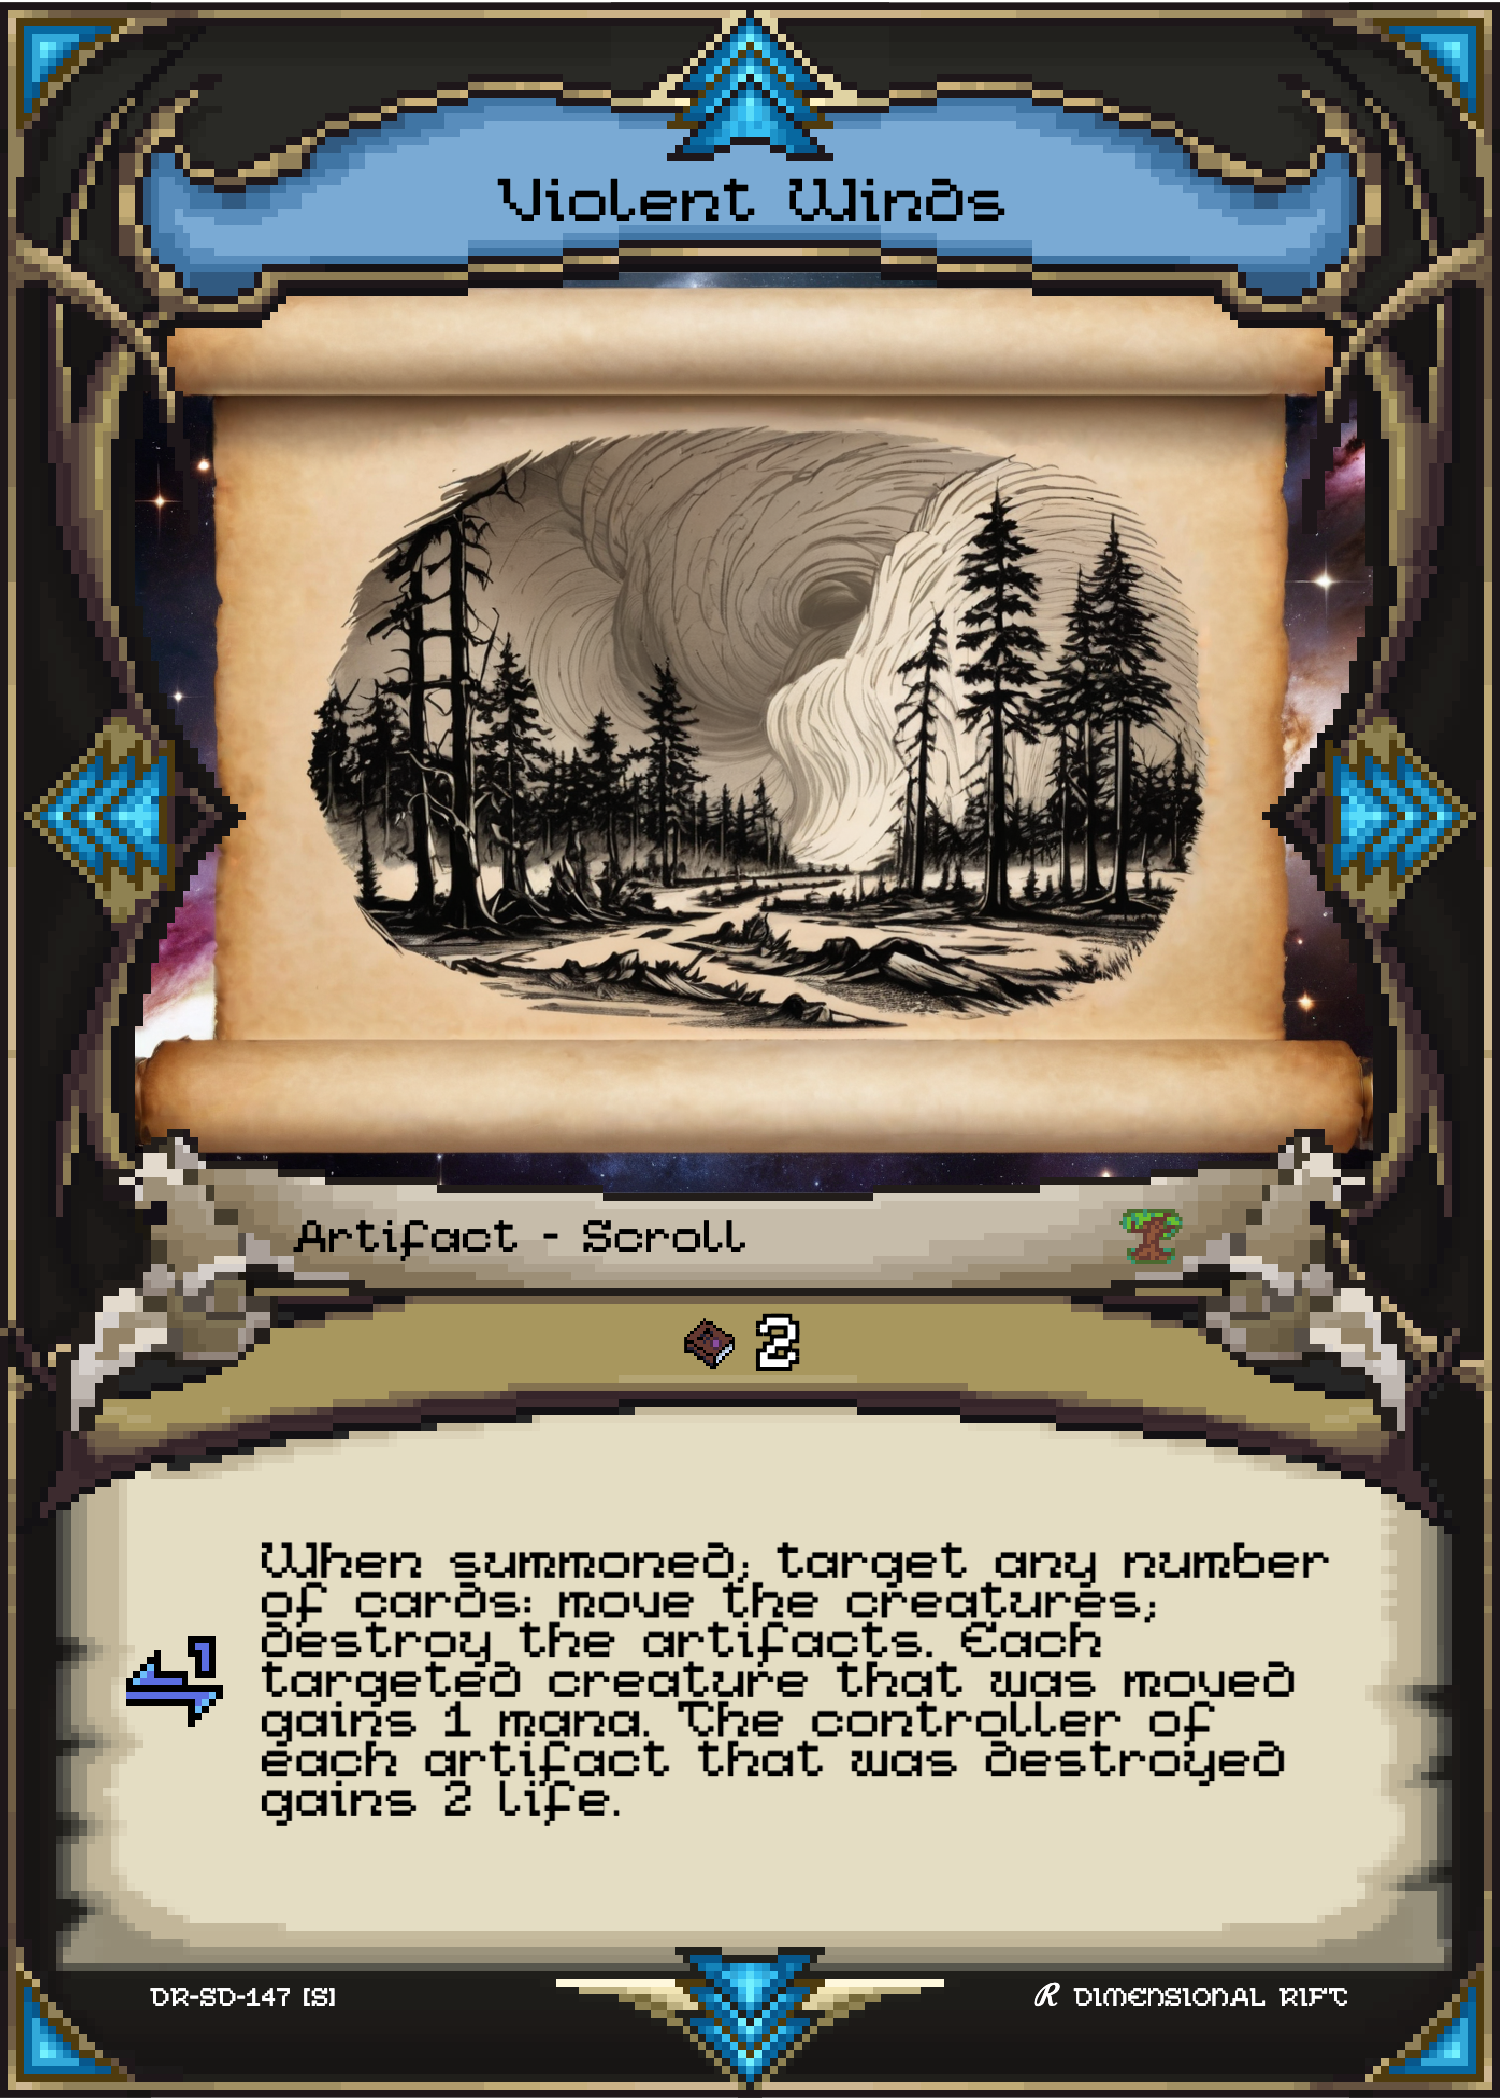 Violent Winds
Artifact - Scroll
2
When summoned; target any number
of cards: move the creatures;
destroy the artifacts. Each
targeted creature that was moved
gains 1 mana. The controller of
each artifact that was destroyed
gains 2 life.
1
DR-SD-147 [S]
R DIMENSIONAL RIFT